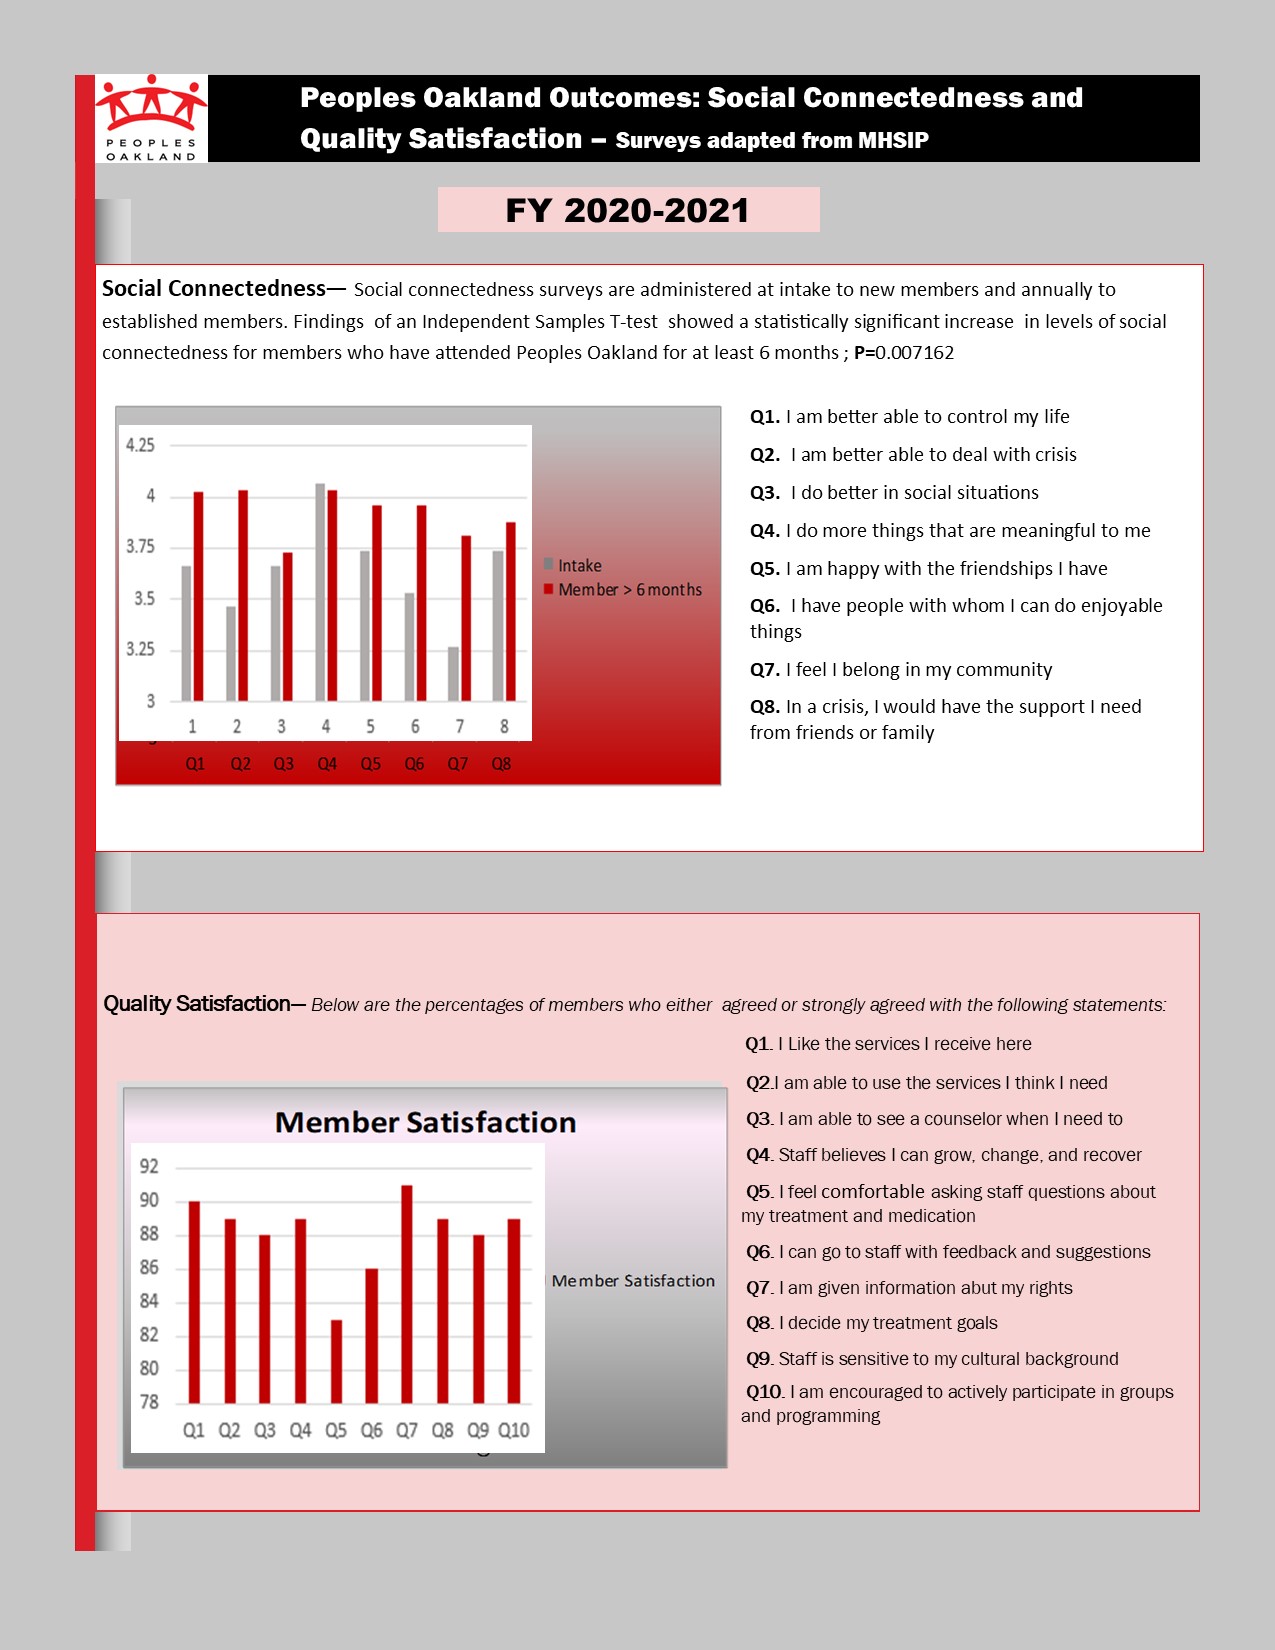 PEOPLES
OAKLAND
Peoples Oakland Outcomes: Social Connectedness and
Quality Satisfaction – Surveys adapted from MHSIP
FY 2020-2021
Social Connectedness— Social connectedness surveys are administered at intake to new members and annually to
established members. Findings of an Independent Samples T-test showed a statistically significant increase in levels of social
connectedness for members who have attended Peoples Oakland for at least 6 months ; P=0.007162
4.25
4
3.75
3.5
3.25
3
1 2 3 4 5 6 7 8
Q1 Q2 Q3 Q4 Q5 Q6 Q7 Q8
Intake
Member > 6 months
Q1. I am better able to control my life
Q2. I am better able to deal with crisis
Q3. I do better in social situations
Q4. I do more things that are meaningful to me
Q5. I am happy with the friendships I have
Q6. I have people with whom I can do enjoyable
things
Q7. I feel I belong in my community
Q8. In a crisis, I would have the support I need
from friends or family
Quality Satisfaction— Below are the percentages of members who either agreed or strongly agreed with the following statements:
Member Satisfaction
92
90
88
86
84
82
80
78
Q1 Q2 Q3 Q4 Q5 Q6 Q7 Q8 Q9 Q10
Member Satisfaction
Q1. I Like the services I receive here
Q2.I am able to use the services I think I need
Q3. I am able to see a counselor when I need to
Q4. Staff believes I can grow, change, and recover
Q5. I feel comfortable asking staff questions about
my treatment and medication
Q6. I can go to staff with feedback and suggestions
Q7. I am given information abut my rights
Q8. I decide my treatment goals
Q9. Staff is sensitive to my cultural background
Q10. I am encouraged to actively participate in groups
and programming